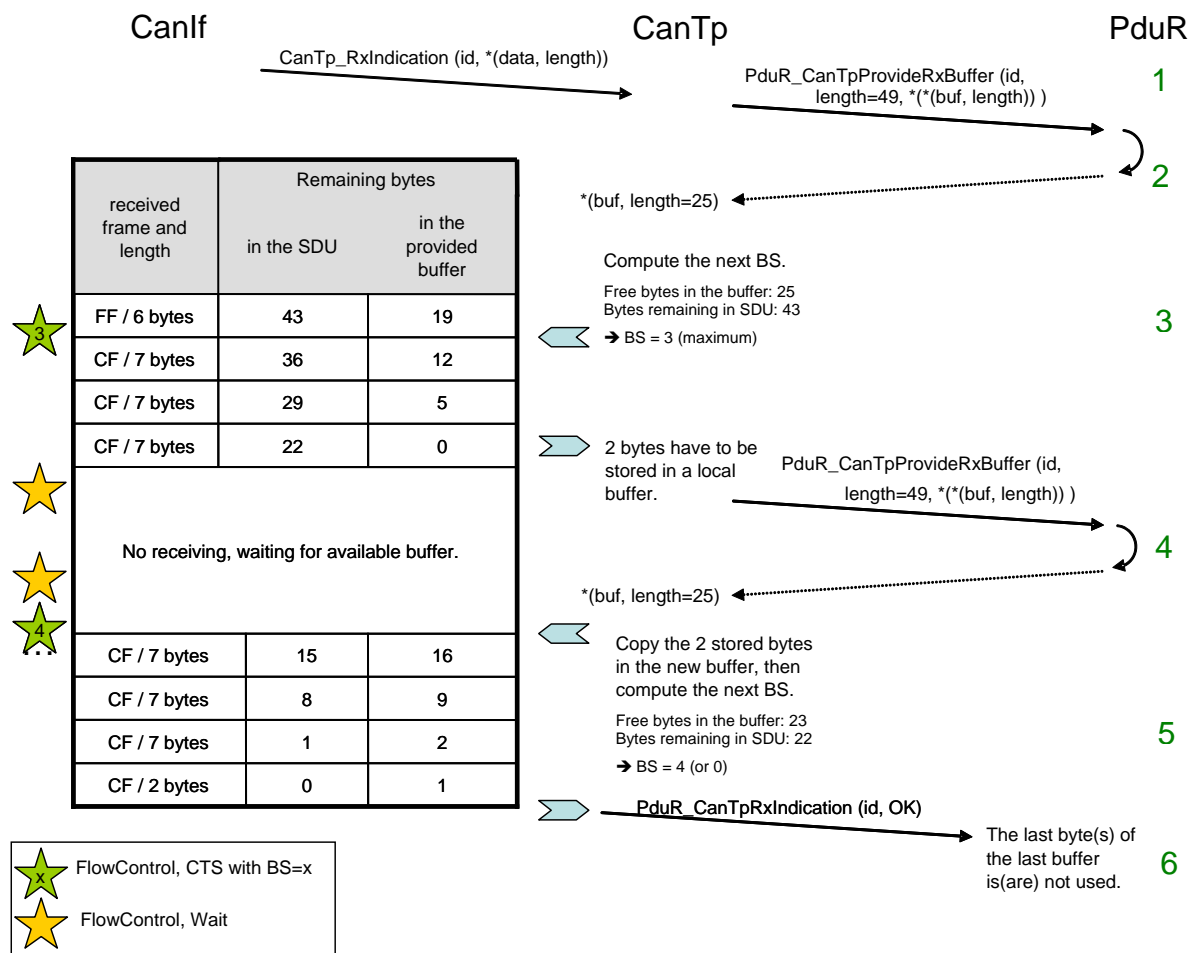 CanIf
CanTp
PduR
CanTp_RxIndication (id, *(data, length))
PduR_CanTpProvideRxBuffer (id,
length=49, *(*(buf, length)) )
1
2
*(buf, length=25)
received
frame and
length
Remaining bytes
in the SDU
in the
provided
buffer
Compute the next BS.
Free bytes in the buffer: 25
Bytes remaining in SDU: 43
➔ BS = 3 (maximum)
3
3
FF / 6 bytes 43 19
CF / 7 bytes 36 12
CF / 7 bytes 29 5
CF / 7 bytes 22 0
2 bytes have to be
stored in a local
buffer.
PduR_CanTpProvideRxBuffer (id,
length=49, *(*(buf, length)) )
4
No receiving, waiting for available buffer.
*(buf, length=25)
4
...
CF / 7 bytes 15 16
CF / 7 bytes 8 9
CF / 7 bytes 1 2
CF / 2 bytes 0 1
Copy the 2 stored bytes
in the new buffer, then
compute the next BS.
Free bytes in the buffer: 23
Bytes remaining in SDU: 22
➔ BS = 4 (or 0)
5
PduR_CanTpRxIndication (id, OK)
The last byte(s) of
the last buffer
is(are) not used.
6
x FlowControl, CTS with BS=x
FlowControl, Wait